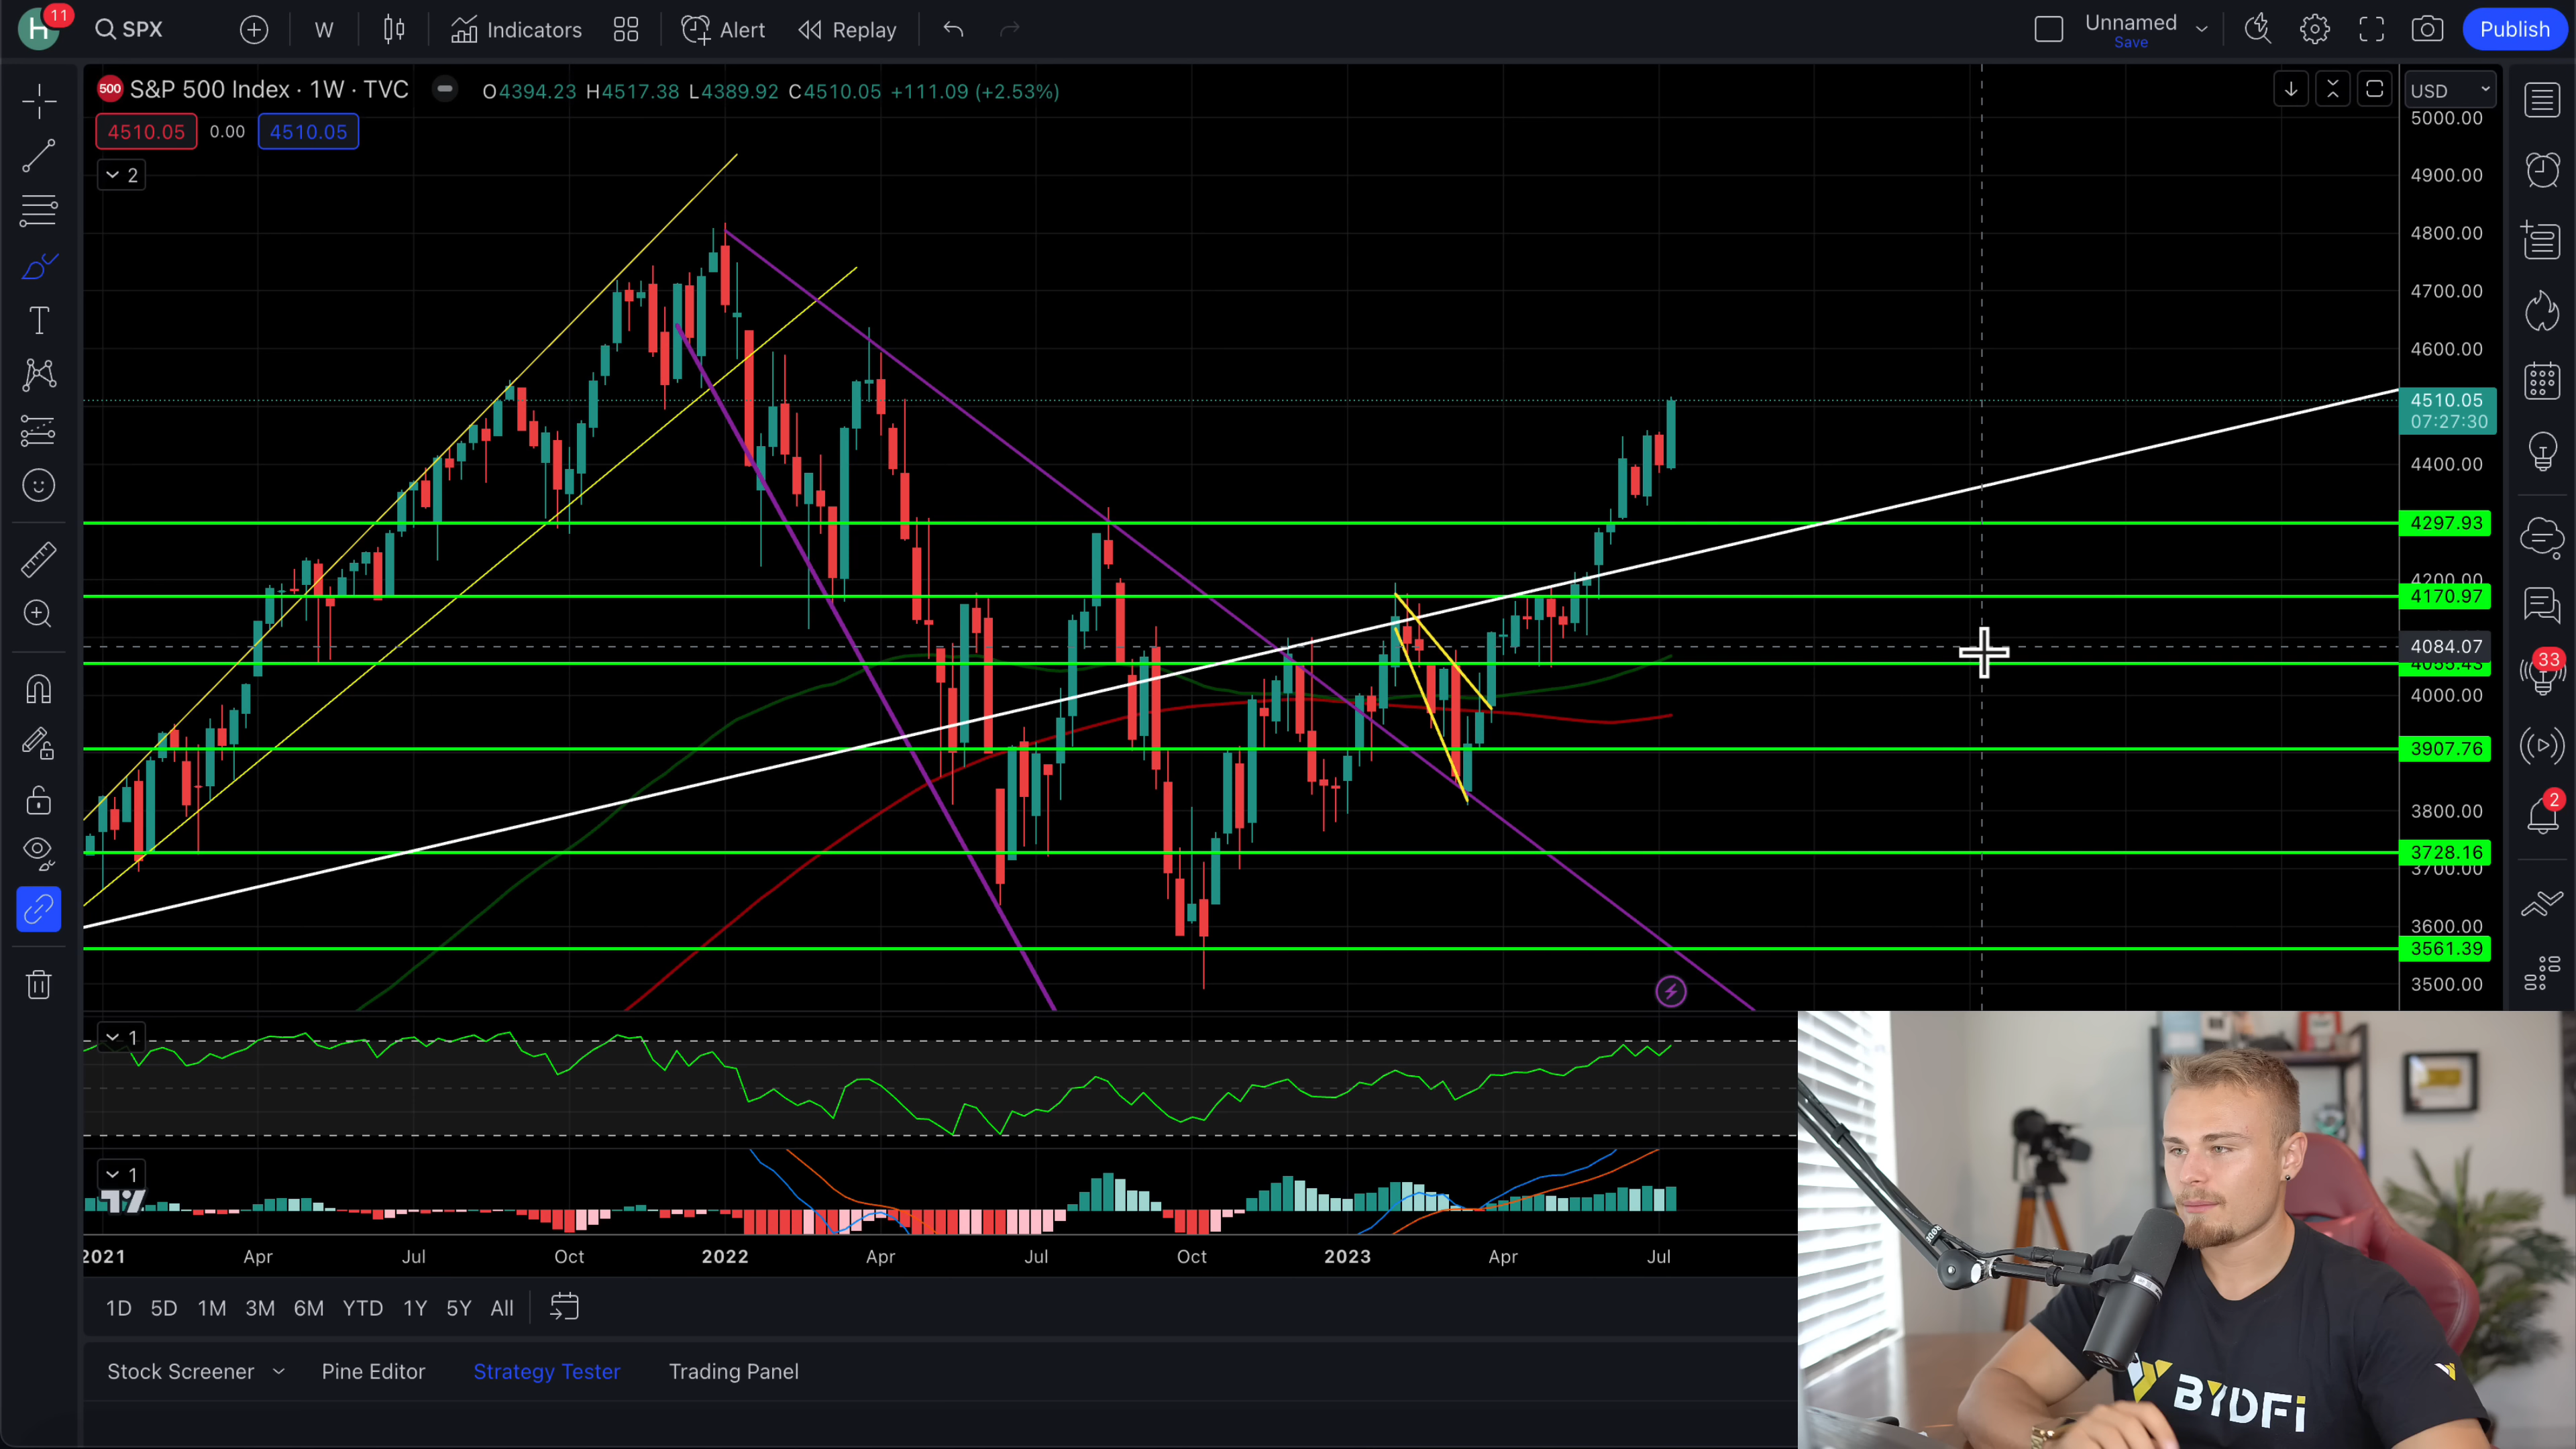 H
11
SPX
W
Indicators
Alert
Replay
Unnamed
Save
Publish
500 S&P 500 Index · 1W · TVC
O4394.23 H4517.38 L4389.92 C4510.05 +111.09 (+2.53%)
4510.05 0.00 4510.05
2
USD
5000.00
4900.00
4800.00
4700.00
4600.00
4510.05
07:27:30
4400.00
4297.93
4200.00
4170.97
4084.07
4055.43
4000.00
3907.76
3800.00
3728.16
3700.00
3600.00
3561.39
3500.00
33
2
1
1
2021 Apr Jul Oct 2022 Apr Jul Oct 2023 Apr Jul
1D 5D 1M 3M 6M YTD 1Y 5Y All
Stock Screener Pine Editor Strategy Tester Trading Panel
RØDE
BYDFi